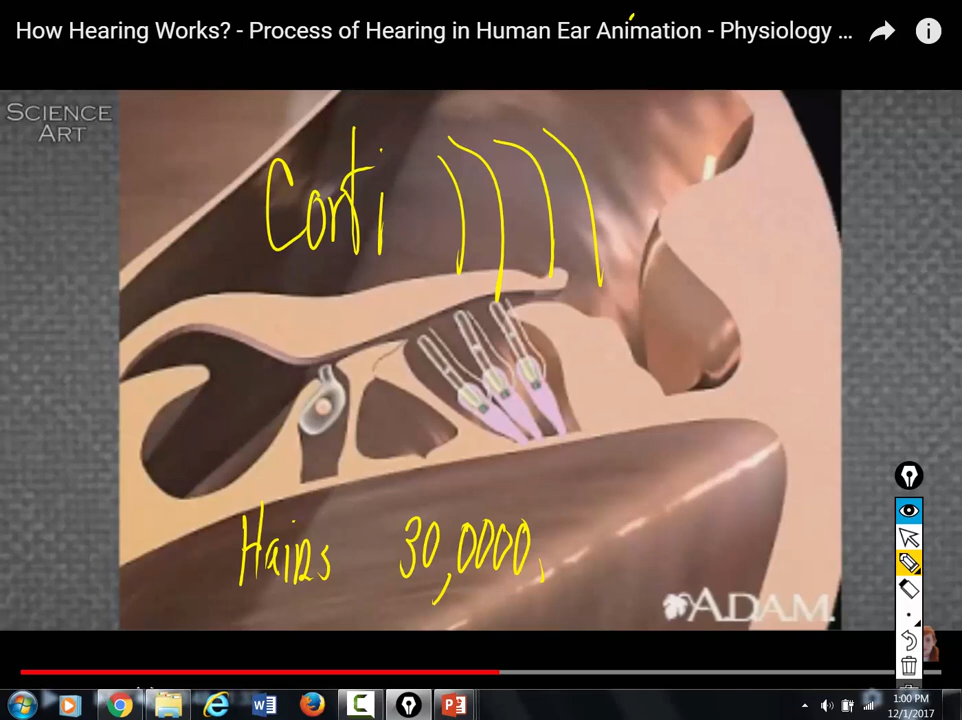 How Hearing Works? - Process of Hearing in Human Ear Animation - Physiology ...
SCIENCE
ART
Corti
Hairs 30,0000.
A.D.A.M.
1:00 PM
12/1/2017